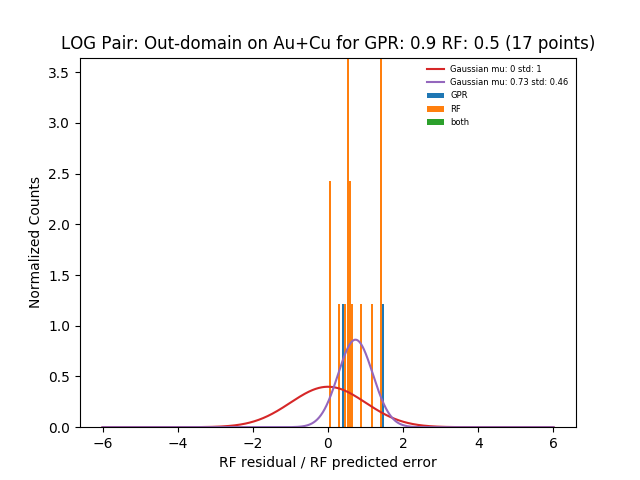 LOG Pair: Out-domain on Au+Cu for GPR: 0.9 RF: 0.5 (17 points)
Gaussian mu: 0 std: 1
Gaussian mu: 0.73 std: 0.46
GPR
RF
both
Normalized Counts
3.5
3.0
2.5
2.0
1.5
1.0
0.5
0.0
−6 −4 −2 0 2 4 6
RF residual / RF predicted error